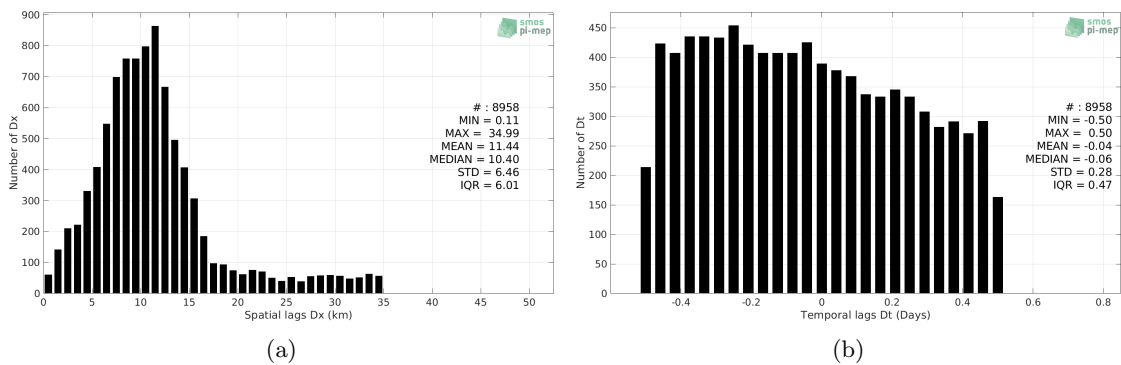 900
800
700
600
500
400
300
200
100
0
Number of Dx
smos
pi-mep
# : 8958
MIN = 0.11
MAX = 34.99
MEAN = 11.44
MEDIAN = 10.40
STD = 6.46
IQR = 6.01
0 5 10 15 20 25 30 35 40 45 50
Spatial lags Dx (km)
(a)
450
400
350
300
250
200
150
100
50
0
Number of Dt
smos
pi-mep
# : 8958
MIN = -0.50
MAX = 0.50
MEAN = -0.04
MEDIAN = -0.06
STD = 0.28
IQR = 0.47
-0.4 -0.2 0 0.2 0.4 0.6 0.8
Temporal lags Dt (Days)
(b)